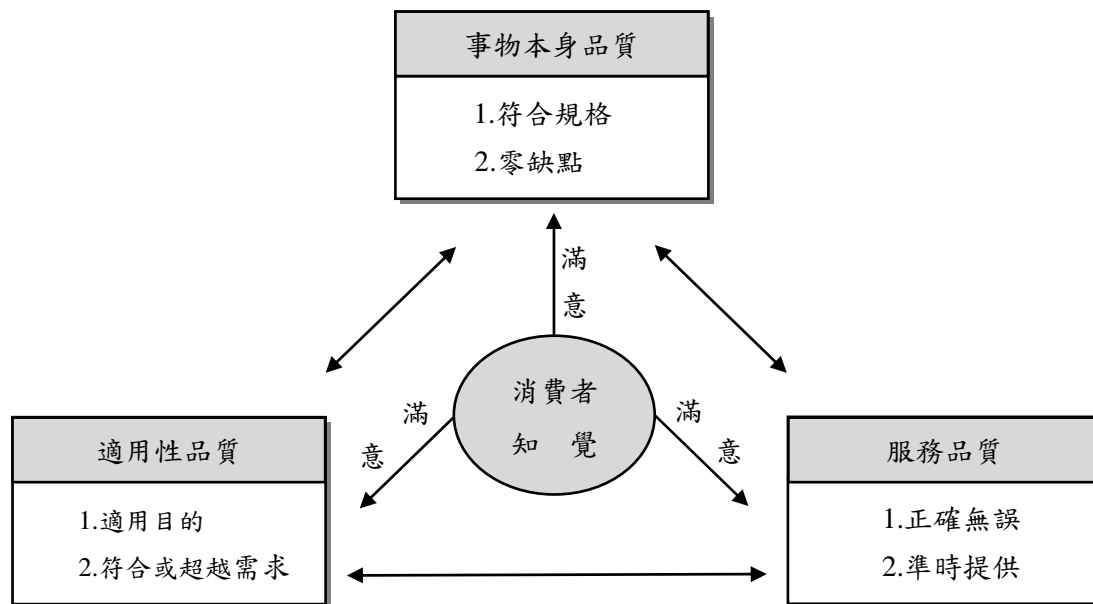 事物本身品質
1.符合規格
2.零缺點
滿
意
消費者
知 覺
滿
意
滿
意
適用性品質
1.適用目的
2.符合或超越需求
服務品質
1.正確無誤
2.準時提供